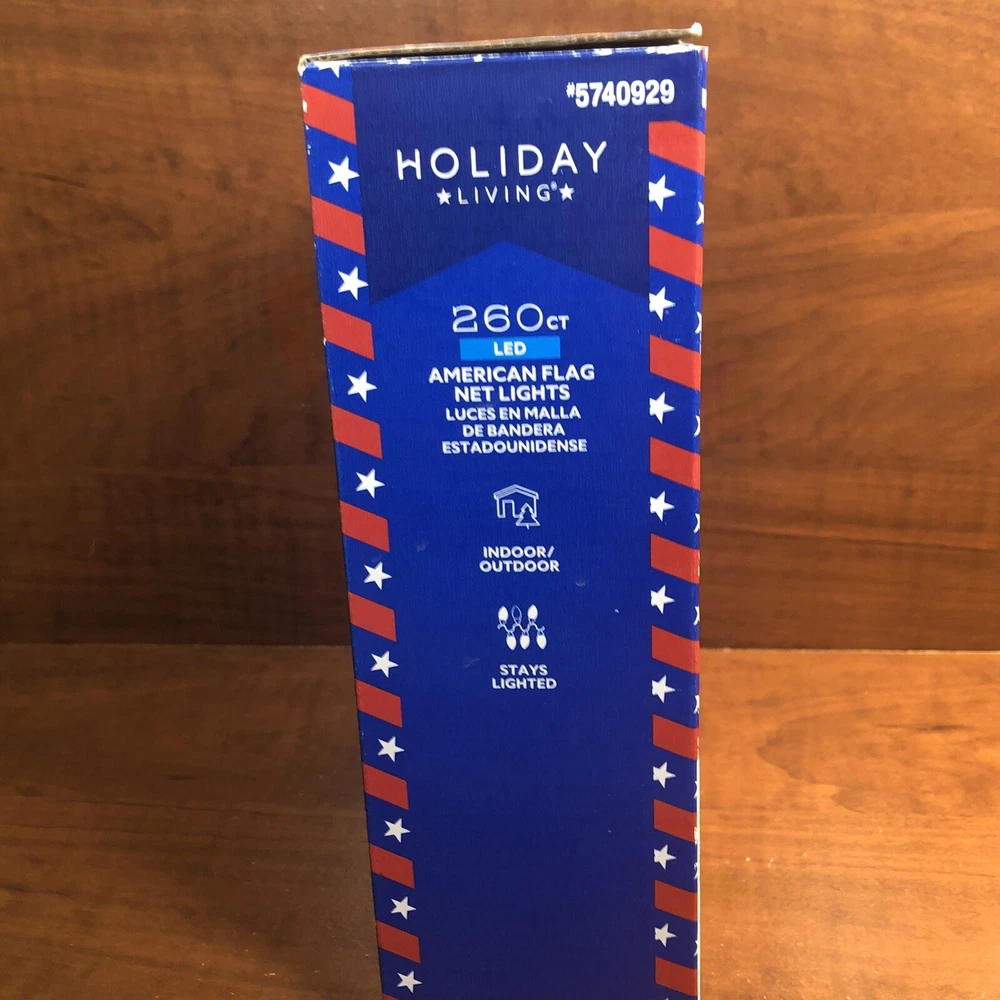 #5740929
HOLIDAY
★LIVING®★
260CT
LED
AMERICAN FLAG
NET LIGHTS
LUCES EN MALLA
DE BANDERA
ESTADOUNIDENSE
INDOOR/
OUTDOOR
STAYS
LIGHTED